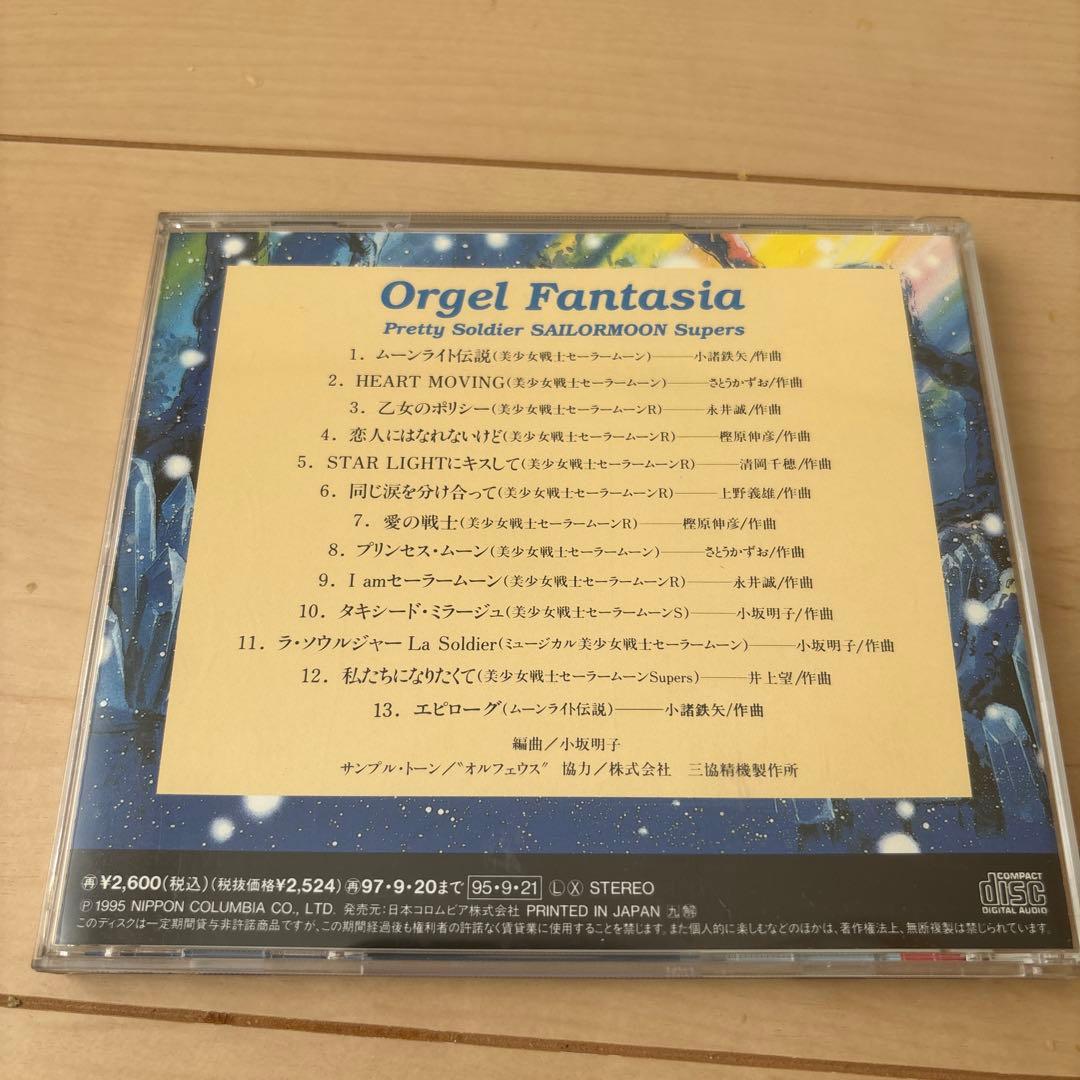 Orgel Fantasia
Pretty Soldier SAILORMOON Supers
1. ムーンライト伝説(美少女戦士セーラームーン)——小諸鉄矢/作曲
2. HEART MOVING(美少女戦士セーラームーン)——さとうかずお/作曲
3. 乙女のポリシー(美少女戦士セーラームーンR)——永井誠/作曲
4. 恋人にはなれないけど(美少女戦士セーラームーンR)——樫原伸彦/作曲
5. STAR LIGHTにキスして(美少女戦士セーラームーンR)——清岡千穂/作曲
6. 同じ涙を分け合って(美少女戦士セーラームーンR)——上野義雄/作曲
7. 愛の戦士(美少女戦士セーラームーンR)——樫原伸彦/作曲
8. プリンセス・ムーン(美少女戦士セーラームーン)——さとうかずお/作曲
9. I amセーラームーン(美少女戦士セーラームーンR)——永井誠/作曲
10. タキシード・ミラージュ(美少女戦士セーラームーンS)——小坂明子/作曲
11. ラ・ソウルジャー La Soldier(ミュージカル美少女戦士セーラームーン)——小坂明子/作曲
12. 私たちになりたくて(美少女戦士セーラームーンSupers)——井上望/作曲
13. エピローグ(ムーンライト伝説)——小諸鉄矢/作曲
編曲/小坂明子
サンプル・トーン/"オルフェウス" 協力/株式会社 三協精機製作所
再¥2,600(税込)(税抜価格¥2,524)再97・9・20まで 95・9・21 Ⓛ Ⓧ STEREO
Ⓟ 1995 NIPPON COLUMBIA CO., LTD. 発売元:日本コロムビア株式会社 PRINTED IN JAPAN 九 解
このディスクは一定期間貸与非許諾商品ですが、この期間経過後も権利者の許諾なく賃貸業に使用することを禁じます。また個人的に楽しむなどのほかは、著作権法上、無断複製は禁じられています。
COMPACT
disc
DIGITAL AUDIO